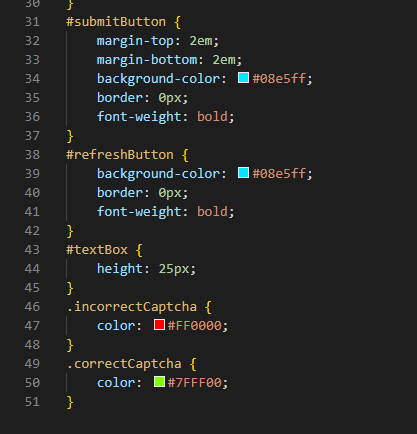 30 }
31 #submitButton {
32 margin-top: 2em;
33 margin-bottom: 2em;
34 background-color: #08e5ff;
35 border: 0px;
36 font-weight: bold;
37 }
38 #refreshButton {
39 background-color: #08e5ff;
40 border: 0px;
41 font-weight: bold;
42 }
43 #textBox {
44 height: 25px;
45 }
46 .incorrectCaptcha {
47 color: #FF0000;
48 }
49 .correctCaptcha {
50 color: #7FFF00;
51 }